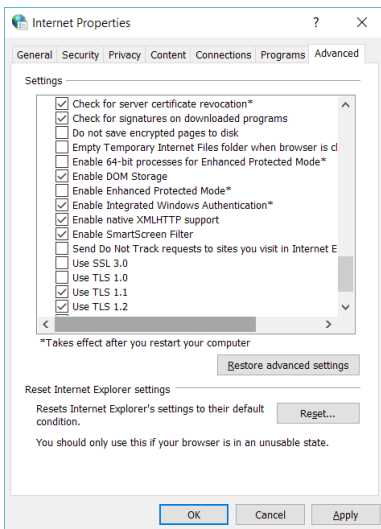 Internet Properties
?
General Security Privacy Content Connections Programs Advanced
Settings
Check for server certificate revocation*
Check for signatures on downloaded programs
Do not save encrypted pages to disk
Empty Temporary Internet Files folder when browser is cl
Enable 64-bit processes for Enhanced Protected Mode*
Enable DOM Storage
Enable Enhanced Protected Mode*
Enable Integrated Windows Authentication*
Enable native XMLHTTP support
Enable SmartScreen Filter
Send Do Not Track requests to sites you visit in Internet E
Use SSL 3.0
Use TLS 1.0
Use TLS 1.1
Use TLS 1.2
*Takes effect after you restart your computer
Restore advanced settings
Reset Internet Explorer settings
Resets Internet Explorer's settings to their default
condition.
Reset...
You should only use this if your browser is in an unusable state.
OK Cancel Apply